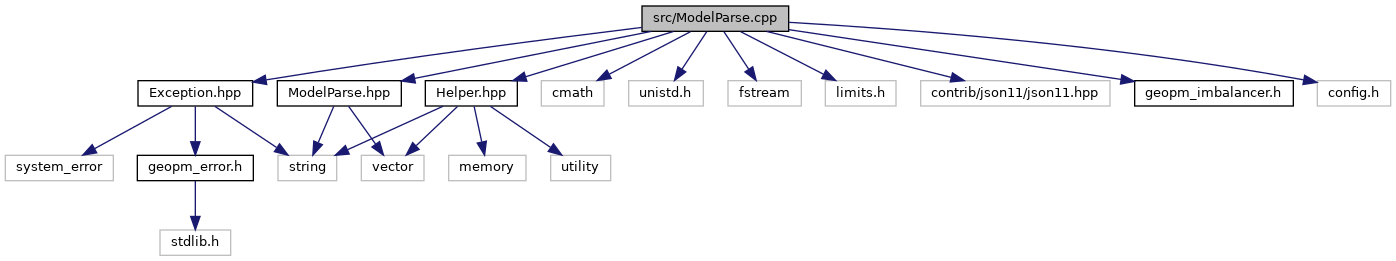 src/ModelParse.cpp
Exception.hpp
ModelParse.hpp
Helper.hpp
cmath
unistd.h
fstream
limits.h
contrib/json11/json11.hpp
geopm_imbalancer.h
config.h
system_error
geopm_error.h
string
vector
memory
utility
stdlib.h